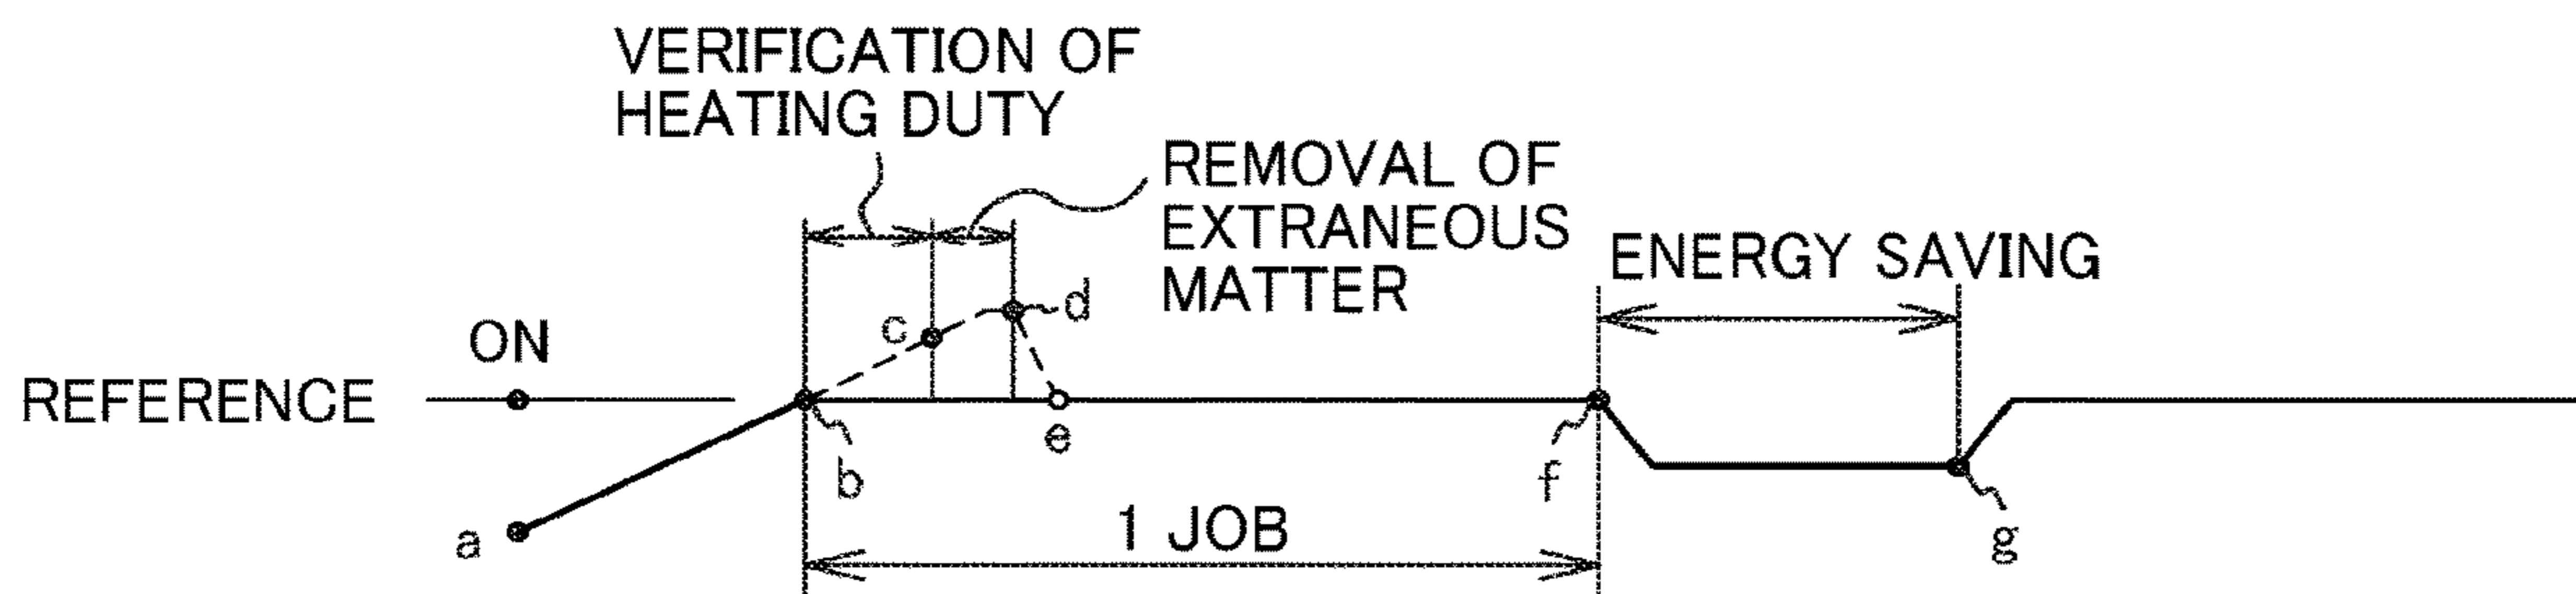 VERIFICATION OF
HEATING DUTY
REMOVAL OF
EXTRANEOUS
MATTER
ENERGY SAVING
ON
c
d
REFERENCE
e
b
f
a
1 JOB
g